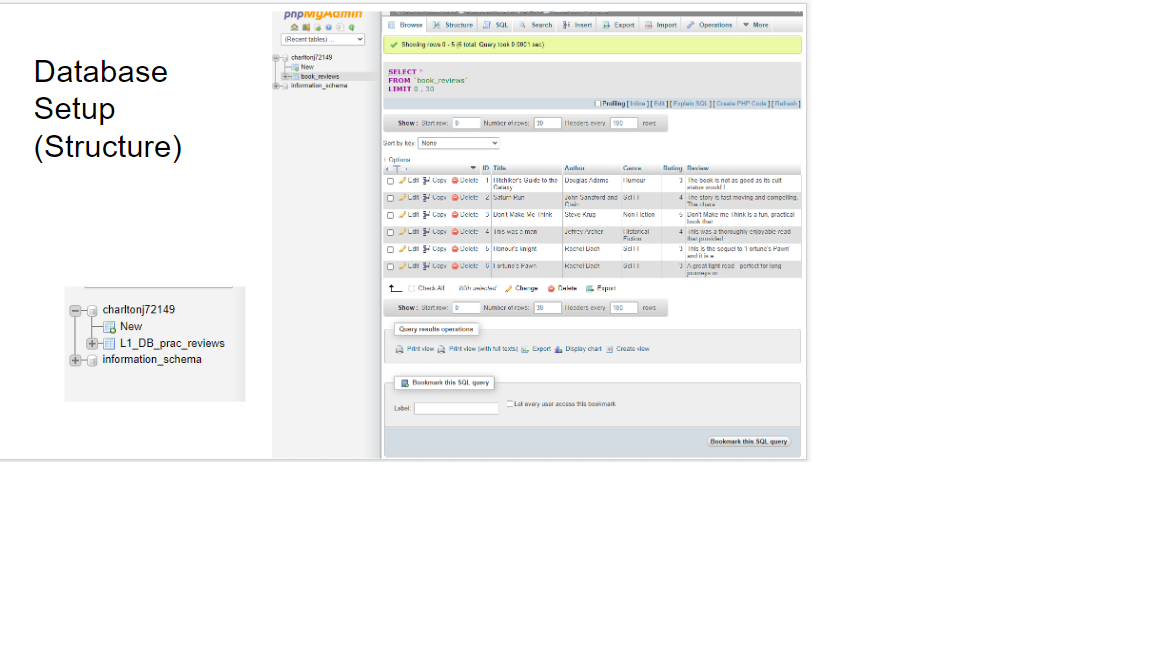 Database
Setup
(Structure)
charltonj72149
New
L1_DB_prac_reviews
information_schema
phpMyAdmin
(Recent tables) ...
charltonj72149
New
book_reviews
information_schema
Browse Structure SQL Search Insert Export Import Operations More
Showing rows 0 - 5 (6 total, Query took 0.0001 sec)
SELECT *
FROM `book_reviews`
LIMIT 0 , 30
Profiling [ Inline ] [ Edit ] [ Explain SQL ] [ Create PHP Code ] [ Refresh ]
Show : Start row: 0 Number of rows: 30 Headers every 100 rows
Sort by key: None
+ Options
ID Title Author Genre Rating Review
Edit Copy Delete 1 Hitchiker's Guide to the Galaxy Douglas Adams Humour 3 The book is not as good as its cult status would l
Edit Copy Delete 2 Saturn Run John Sandford and Sci Fi 4 The story is fast moving and compelling. The chara
Edit Copy Delete 3 Don't Make Me Think Steve Krug Non Fiction 5 Don't Make me Think is a fun, practical book that
Edit Copy Delete 4 This was a man Jeffrey Archer Historical Fiction 4 This was a thoroughly enjoyable read that provided
Edit Copy Delete 5 Honour's knight Rachel Bach Sci Fi 3 This is the sequel to 'Fortune's Pawn' and it is a
Edit Copy Delete 6 Fortune's Pawn Rachel Bach Sci Fi 3 A great light read perfect for long journeys or
Check All With selected: Change Delete Export
Show : Start row: 0 Number of rows: 30 Headers every 100 rows
Query results operations
Print view Print view (with full texts) Export Display chart Create view
Bookmark this SQL query
Label: Let every user access this bookmark
Bookmark this SQL query